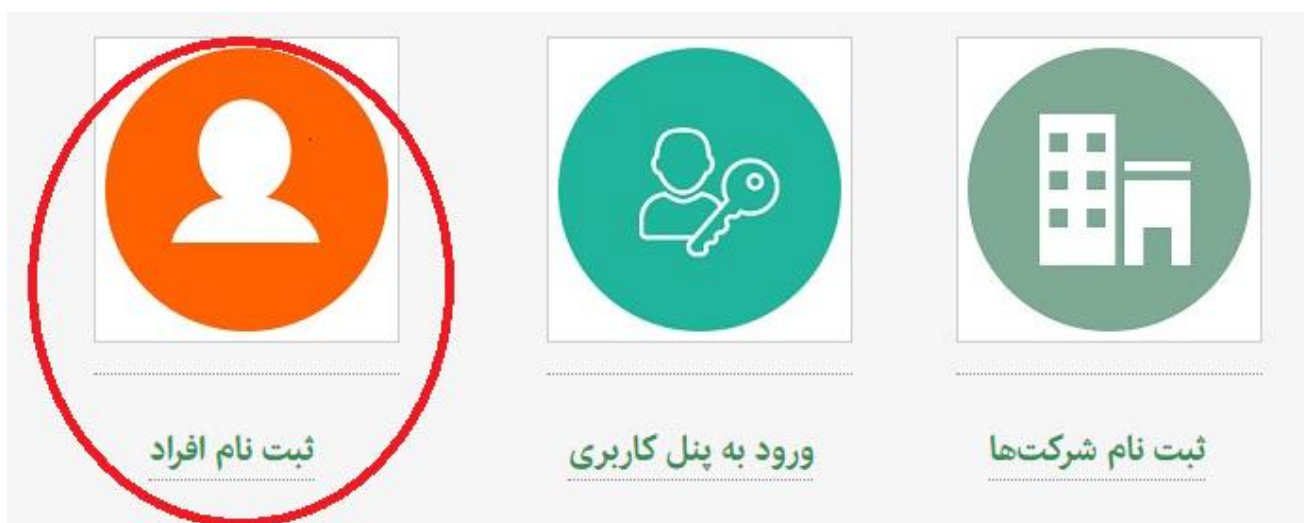 ثبت نام شرکت‌ها
ورود به پنل کاربری
ثبت نام افراد